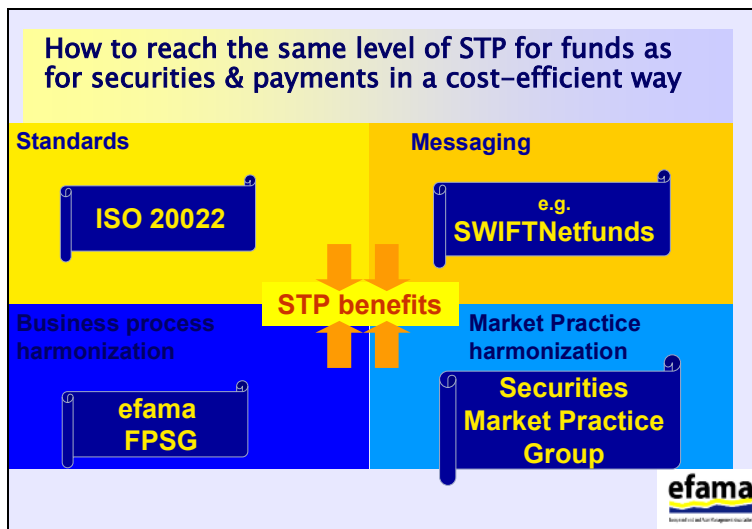 How to reach the same level of STP for funds as
for securities & payments in a cost-efficient way
Standards
Messaging
ISO 20022
e.g.
SWIFTNetfunds
STP benefits
Business process
harmonization
Market Practice
harmonization
efama
FPSG
Securities
Market Practice
Group
efama